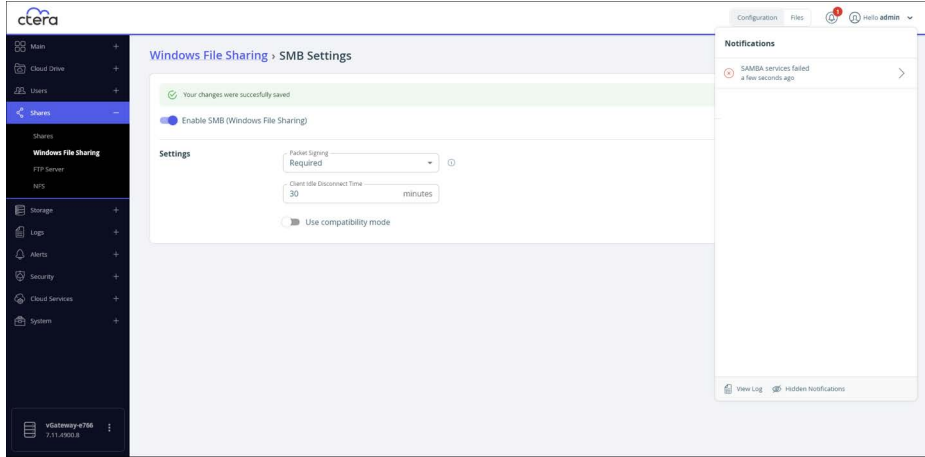 ctera
Configuration Files 1 Hello admin
Main
Cloud Drive
Users
Shares
Shares
Windows File Sharing
FTP Server
NFS
Storage
Logs
Alerts
Security
Cloud Services
System
vGateway-e766
7.11.4900.8
Windows File Sharing > SMB Settings
Your changes were succesfully saved
Enable SMB (Windows File Sharing)
Settings
Packet Signing
Required
Client Idle Disconnect Time
30 minutes
Use compatibility mode
Notifications
SAMBA services failed
a few seconds ago
View Log Hidden Notifications